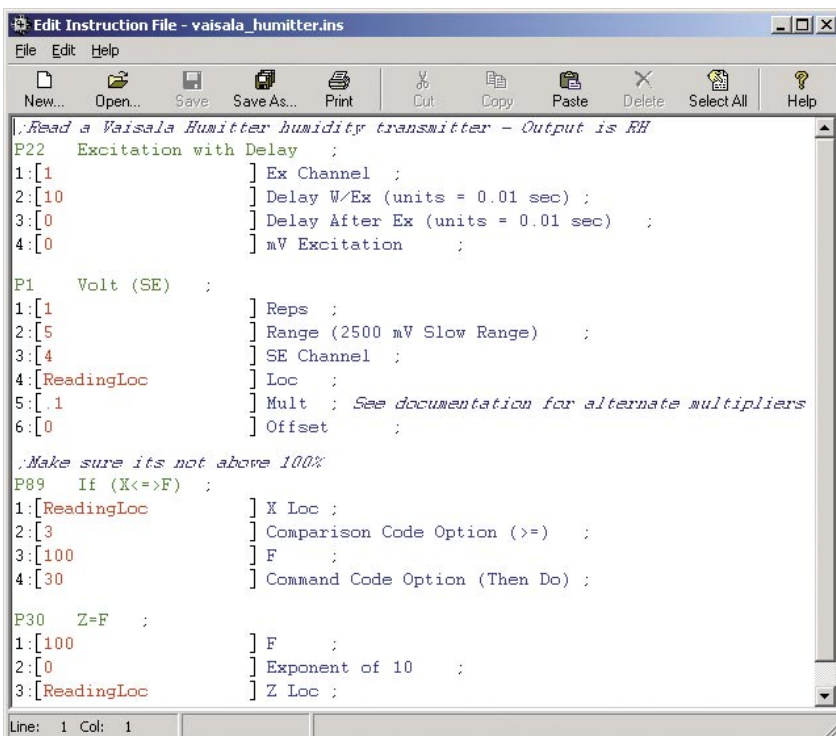 Edit Instruction File - vaisala_humitter.ins
File Edit Help
New... Open... Save Save As... Print Cut Copy Paste Delete Select All Help
;Read a Vaisala Humitter humidity transmitter - Output is RH
P22 Excitation with Delay ;
1:[1 ] Ex Channel ;
2:[10 ] Delay W/Ex (units = 0.01 sec) ;
3:[0 ] Delay After Ex (units = 0.01 sec) ;
4:[0 ] mV Excitation ;
P1 Volt (SE) ;
1:[1 ] Reps ;
2:[5 ] Range (2500 mV Slow Range) ;
3:[4 ] SE Channel ;
4:[ReadingLoc ] Loc ;
5:[.1 ] Mult ; See documentation for alternate multipliers
6:[0 ] Offset ;
;Make sure its not above 100%
P89 If (X<=>F) ;
1:[ReadingLoc ] X Loc ;
2:[3 ] Comparison Code Option (>=) ;
3:[100 ] F ;
4:[30 ] Command Code Option (Then Do) ;
P30 Z=F ;
1:[100 ] F ;
2:[0 ] Exponent of 10 ;
3:[ReadingLoc ] Z Loc ;
Line: 1 Col: 1